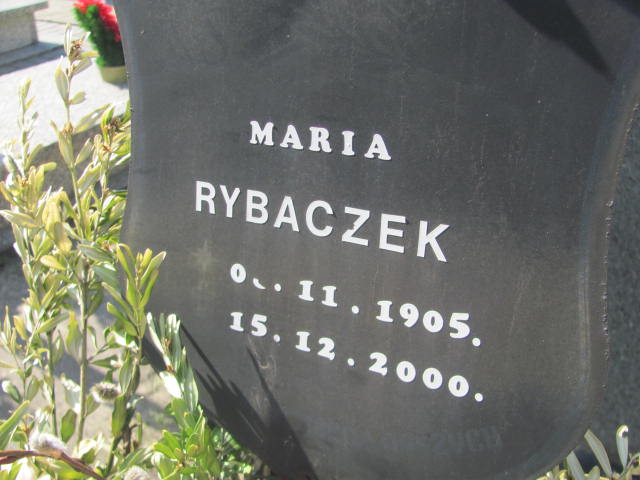 MARIA
RYBACZEK
11.1905.
15.12.2000.